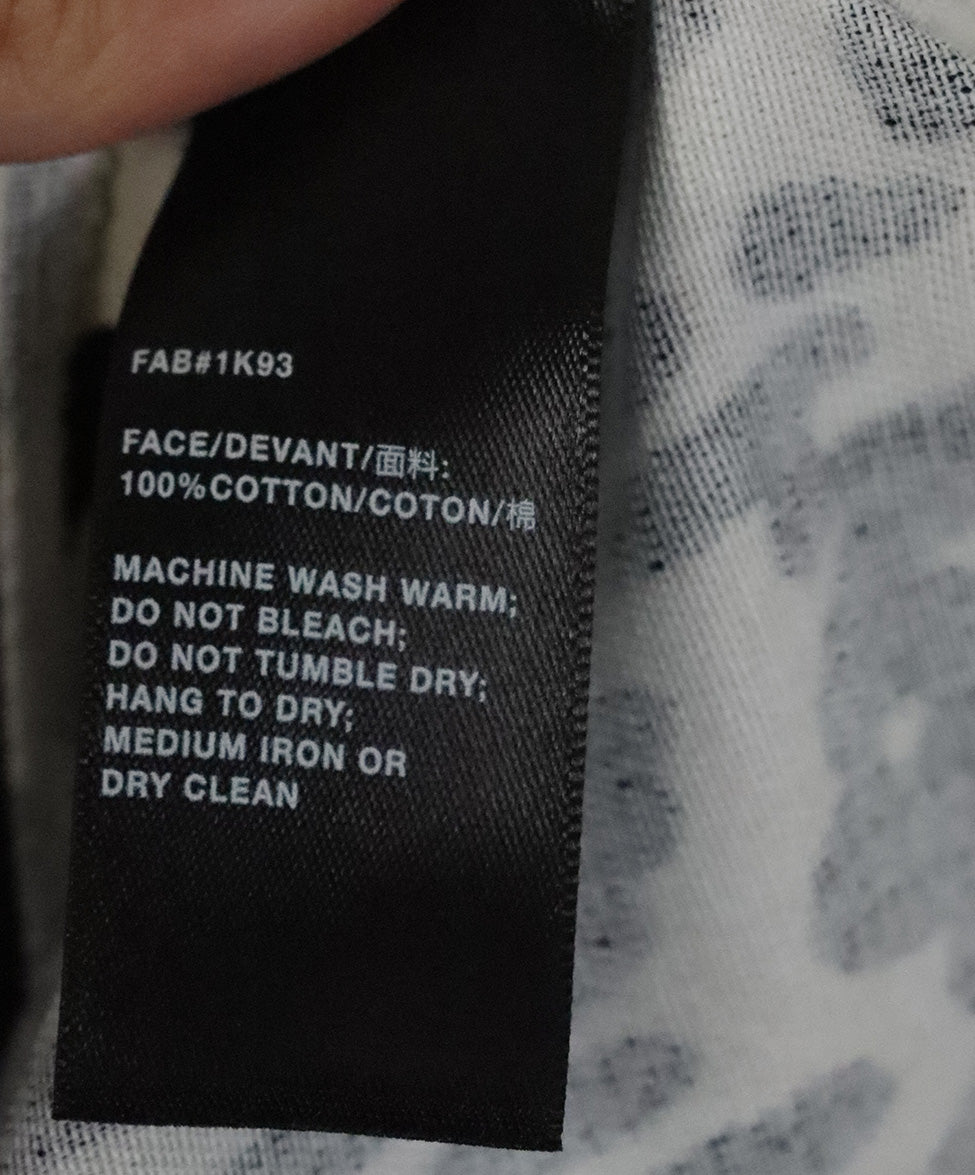 FAB#1K93
FACE/DEVANT/面料:
100%COTTON/COTON/棉
MACHINE WASH WARM;
DO NOT BLEACH;
DO NOT TUMBLE DRY;
HANG TO DRY;
MEDIUM IRON OR
DRY CLEAN